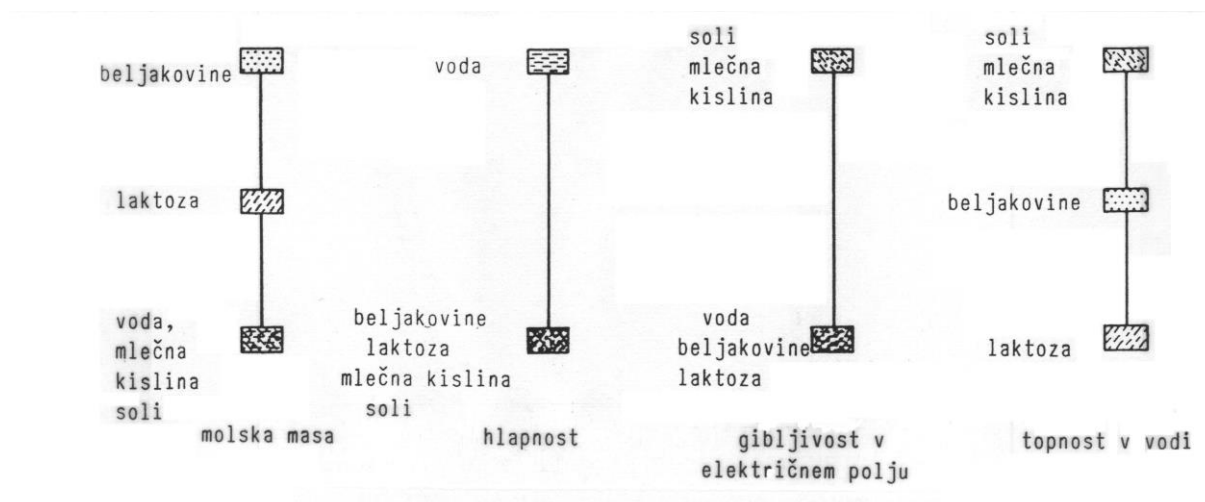 beljakovine
laktoza
voda,
mlečna
kislina
soli
molska masa
voda
beljakovine
laktoza
mlečna kislina
soli
hlapnost
soli
mlečna
kislina
voda
beljakovine
laktoza
gibljivost v
električnem polju
soli
mlečna
kislina
beljakovine
laktoza
topnost v vodi